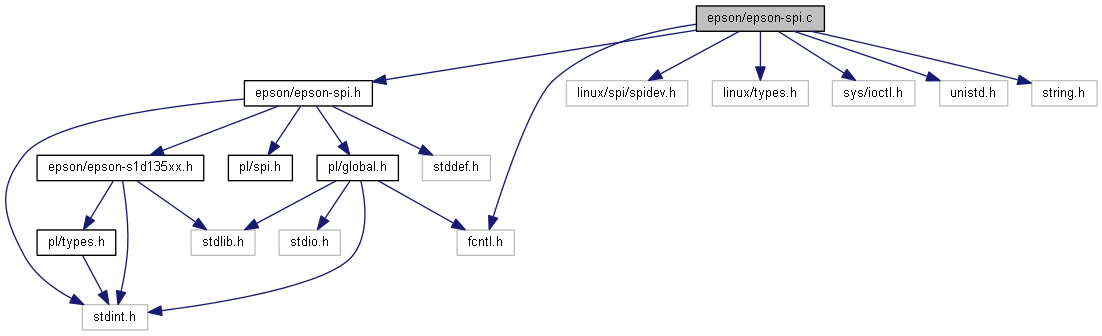 epson/epson-spi.c
epson/epson-spi.h
linux/spi/spidev.h
linux/types.h
sys/ioctl.h
unistd.h
string.h
epson/epson-s1d135xx.h
pl/spi.h
pl/global.h
stddef.h
pl/types.h
stdlib.h
stdio.h
fcntl.h
stdint.h